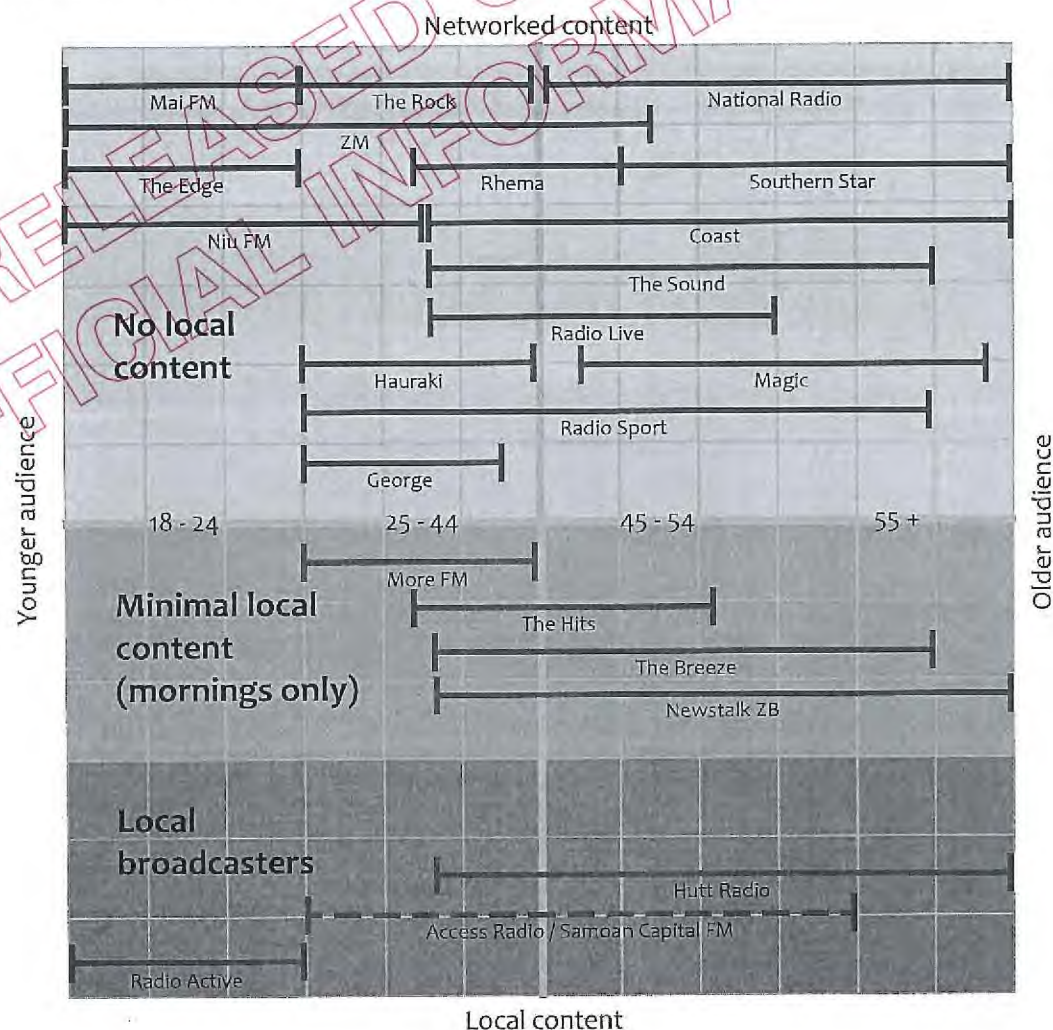 RELEASED
OFFICIAL INFORMA
Networked content
Mai FM
The Rock
National Radio
ZM
The Edge
Rhema
Southern Star
Niu FM
Coast
The Sound
No local
content
Radio Live
Hauraki
Magic
Radio Sport
George
Younger audience
Older audience
18 - 24
25 - 44
45 - 54
55 +
More FM
Minimal local
content
(mornings only)
The Hits
The Breeze
Newstalk ZB
Local
broadcasters
Hutt Radio
Access Radio / Samoan Capital FM
Radio Active
Local content